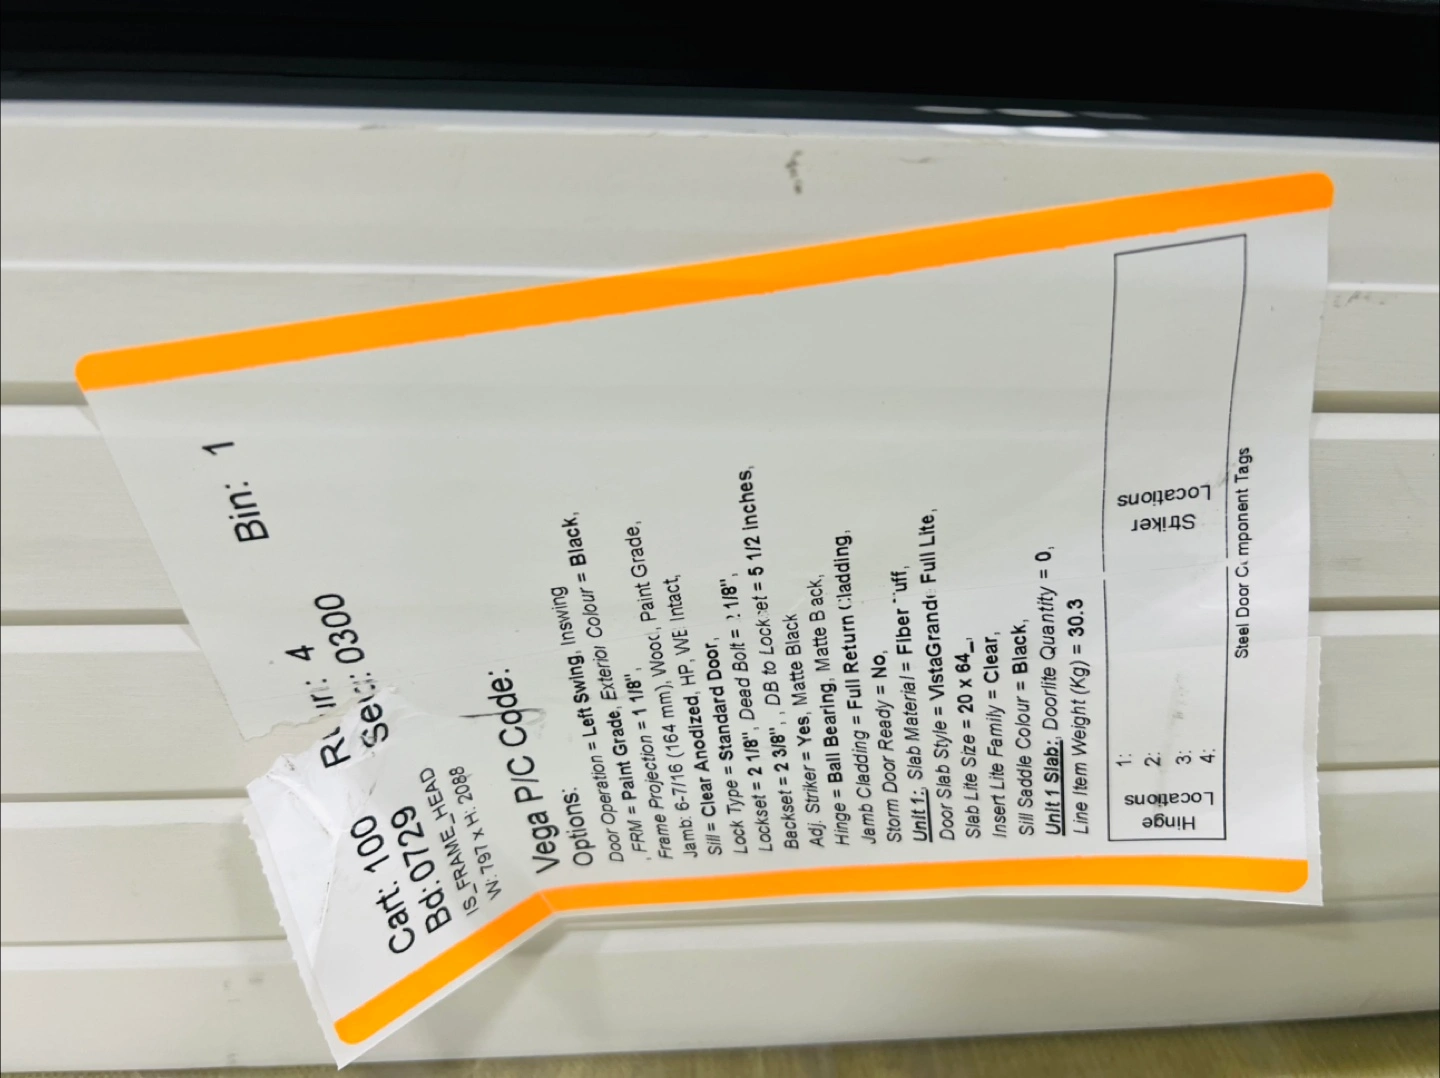 Bin: 1
4
0300
Cart: 100
Bd: 0729
IS_FRAME_HEAD
W: 797 x H: 2088
Vega P/C Code:
Options:
Door Operation = Left Swing, Inswing
, FRM = Paint Grade, Exterior Colour = Black,
Frame Projection = 1 1/8",
Jamb: 6-7/16 (164 mm), Wood, Paint Grade,
Sill = Clear Anodized, HP, Intact,
Lock Type = Standard Door,
Lockset = 2 1/8", Dead Bolt = 1/8",
Backset = 2 3/8", , DB to Lockset = 5 1/2 Inches,
Adj. Striker = Yes, Matte Black
Hinge = Ball Bearing, Matte Black,
Jamb Cladding = Full Return Cladding,
Storm Door Ready = No,
Unit 1:, Slab Material = Fiber
Door Slab Style = VistaGrande Full Lite,
Slab Lite Size = 20 x 64_,
Insert Lite Family = Clear,
Sill Saddle Colour = Black,
Unit 1 Slab:, Doorlite Quantity = 0,
Line Item Weight (Kg) = 30.3
Hinge
Locations
1:
2:
3:
4:
Striker
Locations
Steel Door Component Tags